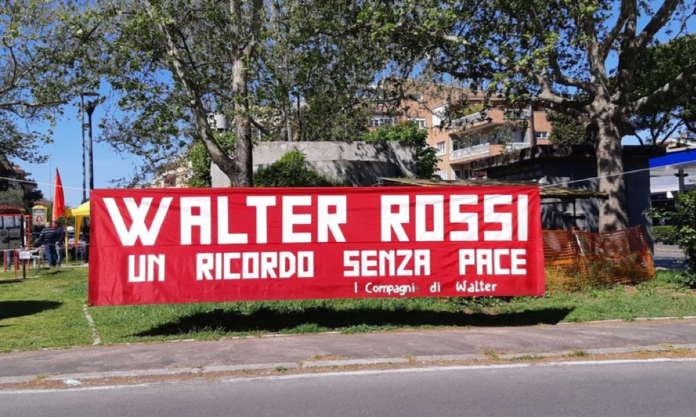 WALTER ROSSI
UN RICORDO SENZA PACE
I Compagni di Walter